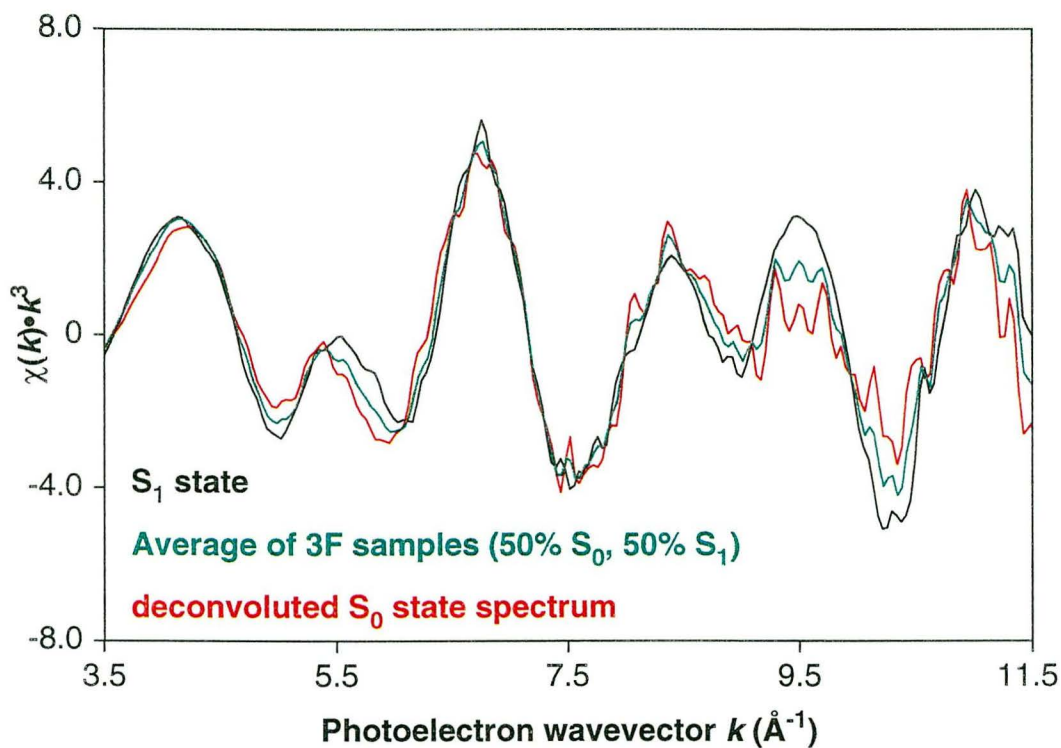 8.0
4.0
0
-4.0
-8.0
χ(k)•k³
S₁ state
Average of 3F samples (50% S₀, 50% S₁)
deconvoluted S₀ state spectrum
3.5 5.5 7.5 9.5 11.5
Photoelectron wavevector k (Å⁻¹)